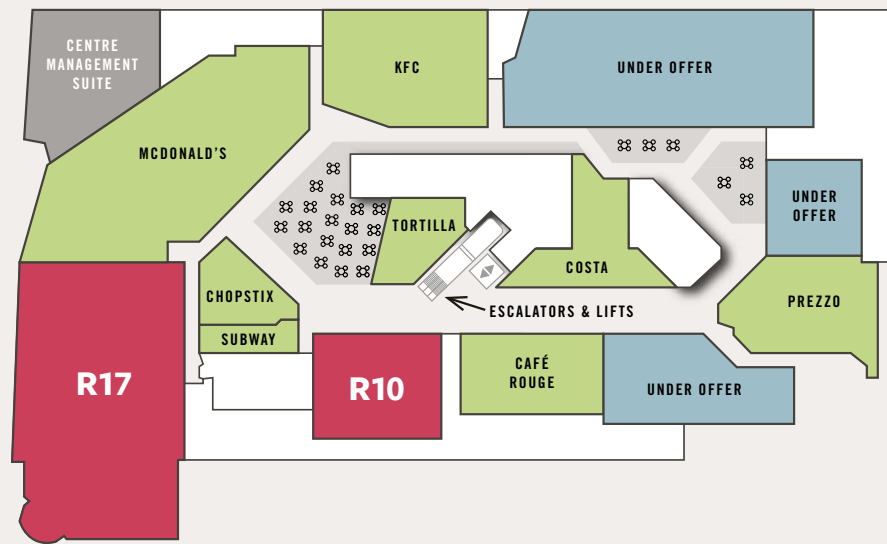 CENTRE
MANAGEMENT
SUITE
KFC
UNDER OFFER
MCDONALD'S
UNDER
OFFER
TORTILLA
COSTA
CHOPSTIX
PREZZO
ESCALATORS & LIFTS
SUBWAY
CAFÉ
ROUGE
R17
R10
UNDER OFFER